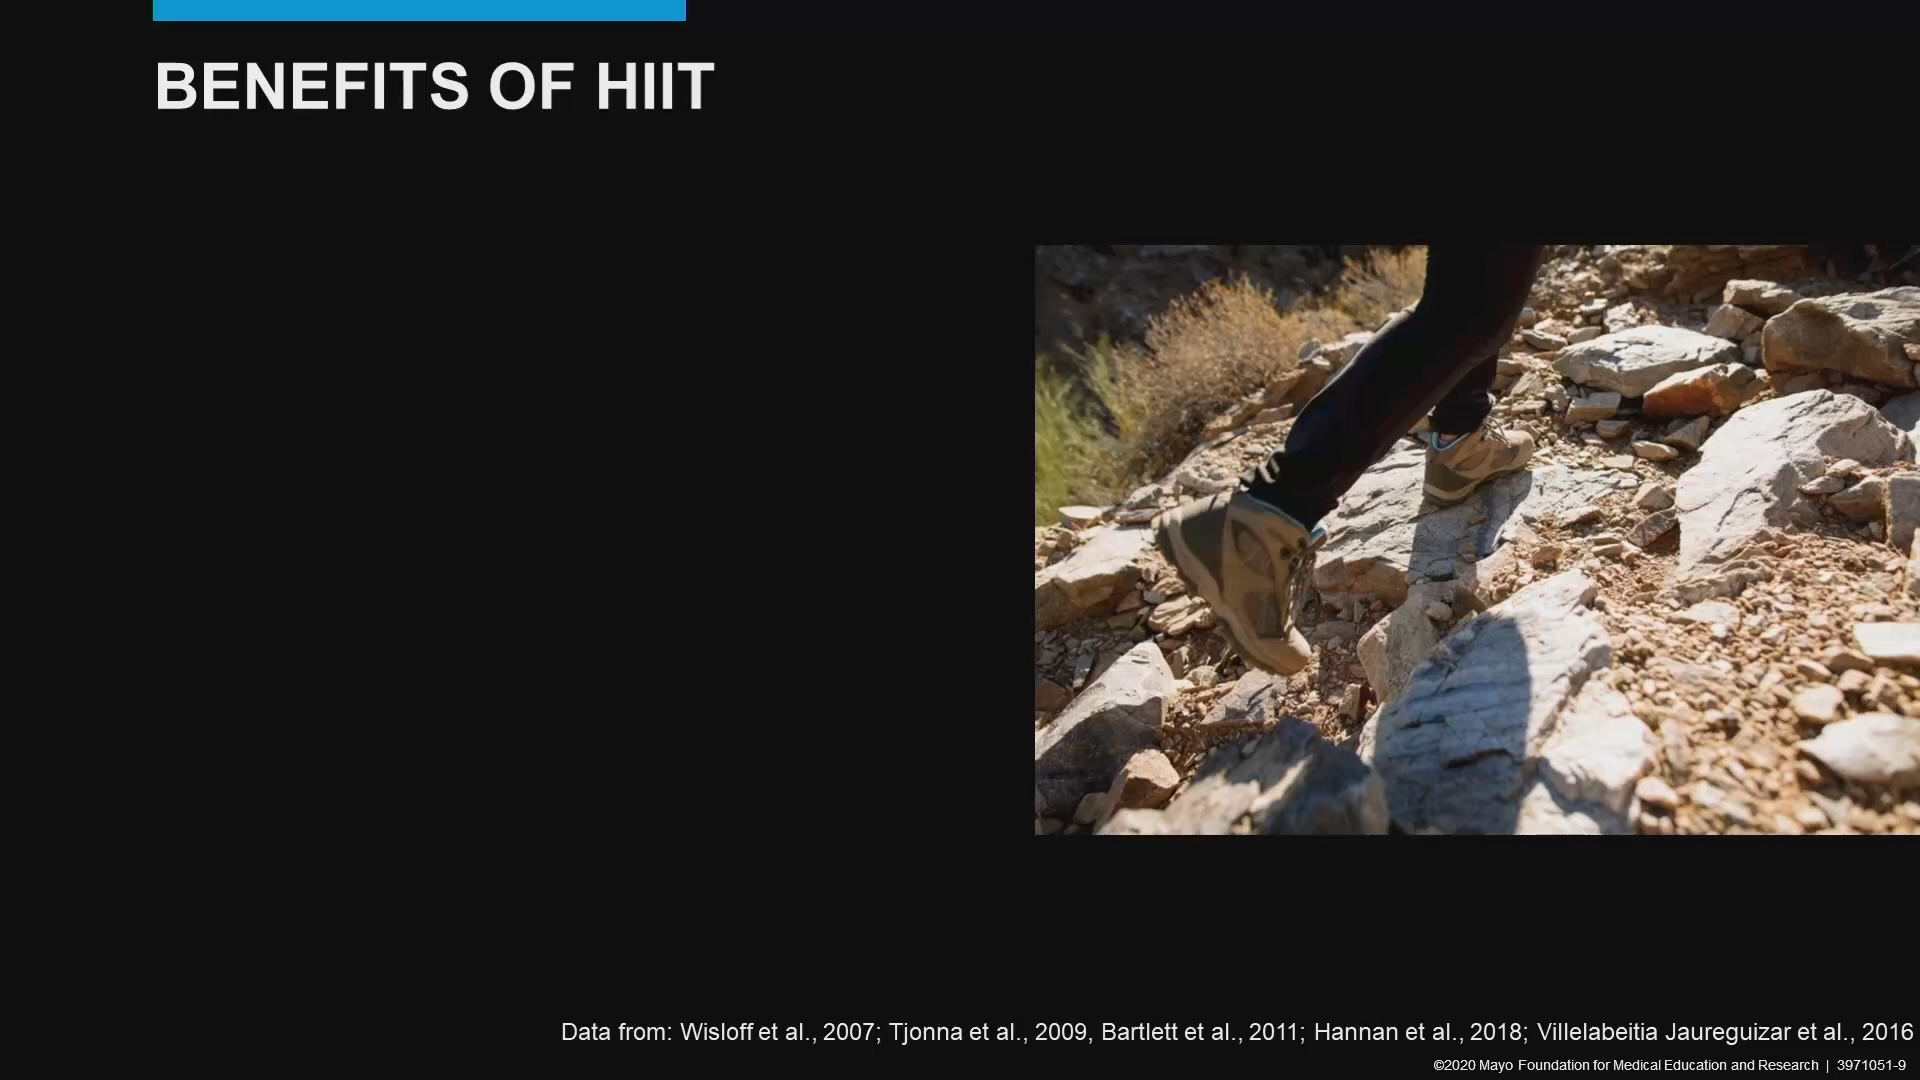 BENEFITS OF HIIT
Data from: Wisloff et al., 2007; Tjonna et al., 2009, Bartlett et al., 2011; Hannan et al., 2018; Villelabeitia Jaureguizar et al., 2016
©2020 Mayo Foundation for Medical Education and Research | 3971051-9